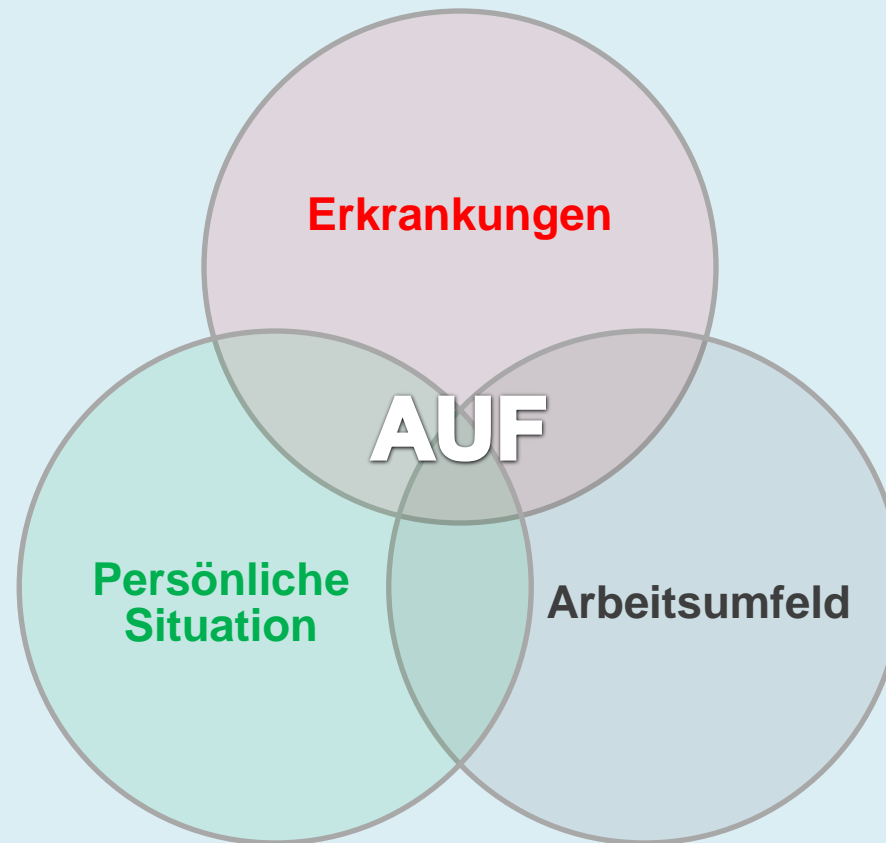 Erkrankungen
AUF
Persönliche
Situation
Arbeitsumfeld